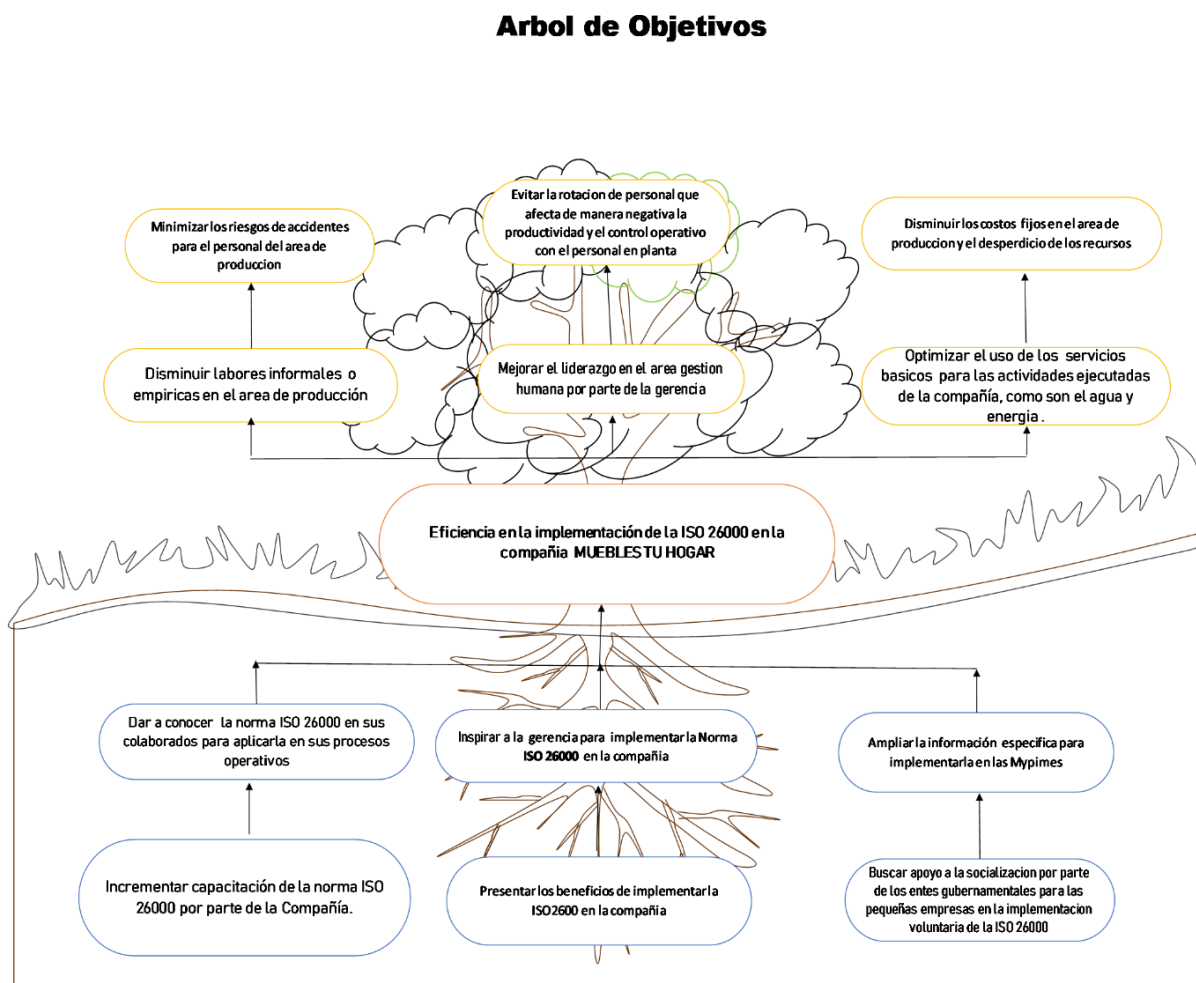 Arbol de Objetivos
Evitar la rotacion de personal que
afecta de manera negativa la
productividad y el control operativo
con el personal en planta
Minimizar los riesgos de accidentes
para el personal del area de
produccion
Disminuir los costos fijos en el area de
produccion y el desperdicio de los recursos
Disminuir labores informales o
empiricas en el area de producción
Mejorar el liderazgo en el area gestion
humana por parte de la gerencia
Optimizar el uso de los servicios
basicos para las actividades ejecutadas
de la compañía, como son el agua y
energia .
Eficiencia en la implementación de la ISO 26000 en la
compañia MUEBLES TU HOGAR
Dar a conocer la norma ISO 26000 en sus
colaborados para aplicarla en sus procesos
operativos
Inspirar a la gerencia para implementar la Norma
ISO 26000 en la compañia
Ampliar la información especifica para
implementarla en las Mypimes
Incrementar capacitación de la norma ISO
26000 por parte de la Compañía.
Presentar los beneficios de implementar la
ISO2600 en la compañia
Buscar apoyo a la socializacion por parte
de los entes gubernamentales para las
pequeñas empresas en la implementacion
voluntaria de la ISO 26000